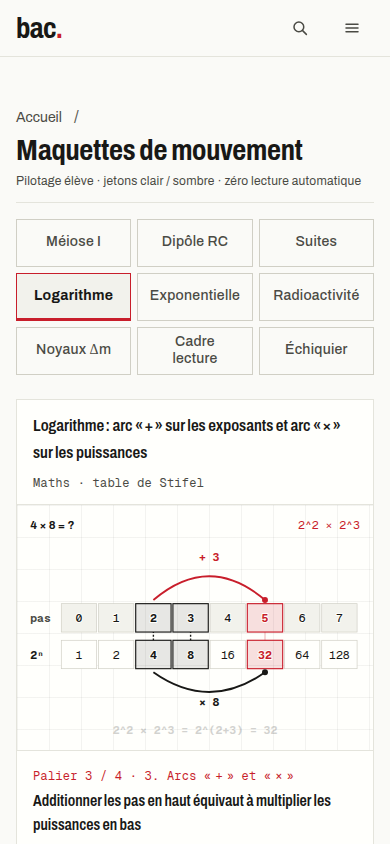 bac.
Accueil /
Maquettes de mouvement
Pilotage élève · jetons clair / sombre · zéro lecture automatique
Méiose I Dipôle RC Suites
Logarithme Exponentielle Radioactivité
Noyaux Δm Cadre lecture Échiquier
Logarithme : arc « + » sur les exposants et arc « × »
sur les puissances
Maths · table de Stifel
4 × 8 = ? 2^2 × 2^3
+ 3
pas 0 1 2 3 4 5 6 7
2ⁿ 1 2 4 8 16 32 64 128
× 8
2^2 × 2^3 = 2^(2+3) = 32
Palier 3 / 4 · 3. Arcs « + » et « × »
Additionner les pas en haut équivaut à multiplier les
puissances en bas